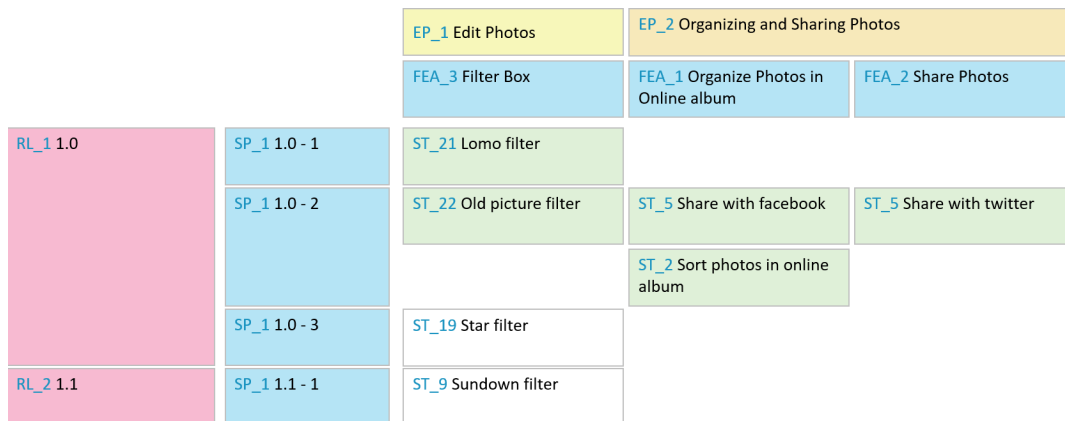 EP_1 Edit Photos
EP_2 Organizing and Sharing Photos
FEA_3 Filter Box
FEA_1 Organize Photos in
Online album
FEA_2 Share Photos
RL_1 1.0
SP_1 1.0 - 1
ST_21 Lomo filter
SP_1 1.0 - 2
ST_22 Old picture filter
ST_5 Share with facebook
ST_5 Share with twitter
ST_2 Sort photos in online
album
SP_1 1.0 - 3
ST_19 Star filter
RL_2 1.1
SP_1 1.1 - 1
ST_9 Sundown filter